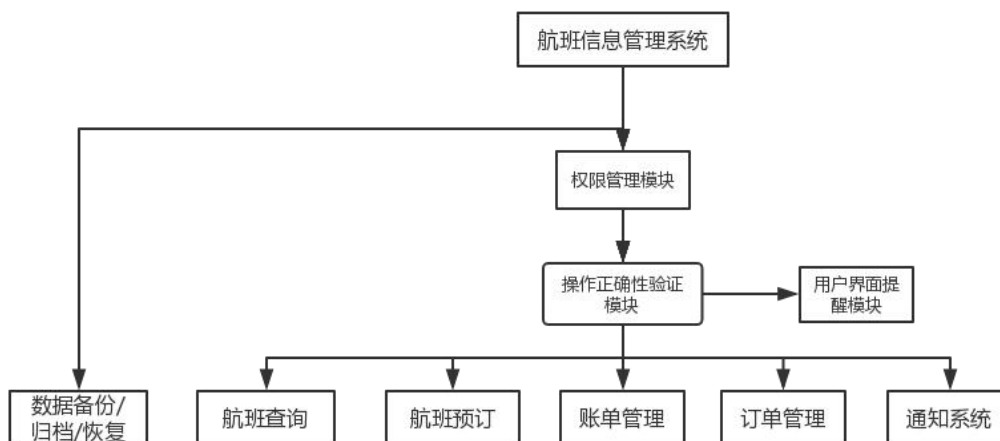 航班信息管理系统
权限管理模块
操作正确性验证
模块
用户界面提
醒模块
数据备份/
归档/恢复
航班查询
航班预订
账单管理
订单管理
通知系统